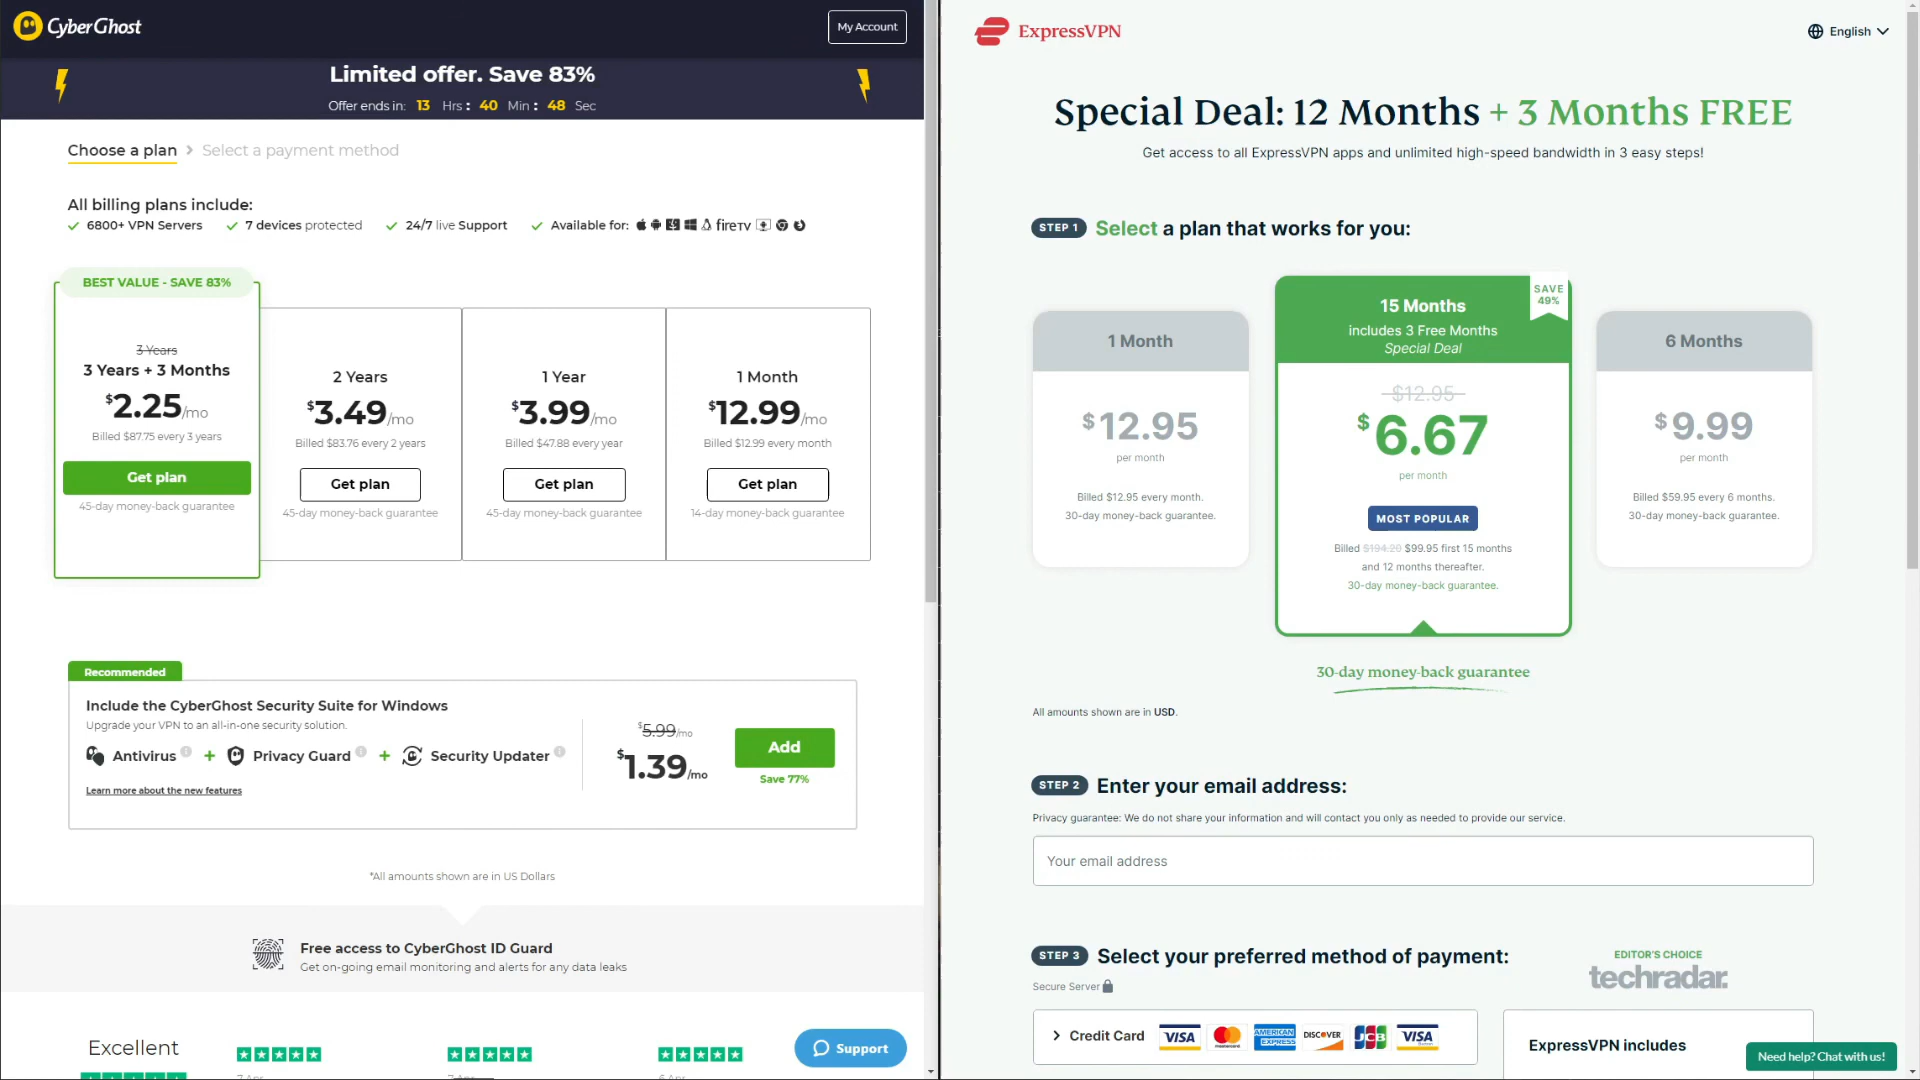 CyberGhost
My Account
Limited offer. Save 83%
Offer ends in: 13 Hrs : 40 Min : 48 Sec
Choose a plan > Select a payment method
All billing plans include:
6800+ VPN Servers 7 devices protected 24/7 live Support Available for: fireTV
BEST VALUE - SAVE 83%
3 Years
3 Years + 3 Months
$2.25/mo
Billed $87.75 every 3 years
Get plan
45-day money-back guarantee
2 Years
$3.49/mo
Billed $83.76 every 2 years
Get plan
45-day money-back guarantee
1 Year
$3.99/mo
Billed $47.88 every year
Get plan
45-day money-back guarantee
1 Month
$12.99/mo
Billed $12.99 every month
Get plan
14-day money-back guarantee
Recommended
Include the CyberGhost Security Suite for Windows
Upgrade your VPN to an all-in-one security solution.
Antivirus + Privacy Guard + Security Updater
Learn more about the new features
$5.99/mo
$1.39/mo
Add
Save 77%
*All amounts shown are in US Dollars
Free access to CyberGhost ID Guard
Get on-going email monitoring and alerts for any data leaks
Excellent
Support
ExpressVPN
English
Special Deal: 12 Months + 3 Months FREE
Get access to all ExpressVPN apps and unlimited high-speed bandwidth in 3 easy steps!
STEP 1 Select a plan that works for you:
1 Month
$12.95
per month
Billed $12.95 every month.
30-day money-back guarantee.
SAVE
49%
15 Months
includes 3 Free Months
Special Deal
$12.95
$6.67
per month
MOST POPULAR
Billed $194.20 $99.95 first 15 months
and 12 months thereafter.
30-day money-back guarantee.
6 Months
$9.99
per month
Billed $59.95 every 6 months.
30-day money-back guarantee.
30-day money-back guarantee
All amounts shown are in USD.
STEP 2 Enter your email address:
Privacy guarantee: We do not share your information and will contact you only as needed to provide our service.
Your email address
STEP 3 Select your preferred method of payment:
Secure Server
EDITOR'S CHOICE
techradar.
Credit Card VISA mastercard AMERICAN EXPRESS DISCOVER JCB VISA
ExpressVPN includes
Need help? Chat with us!